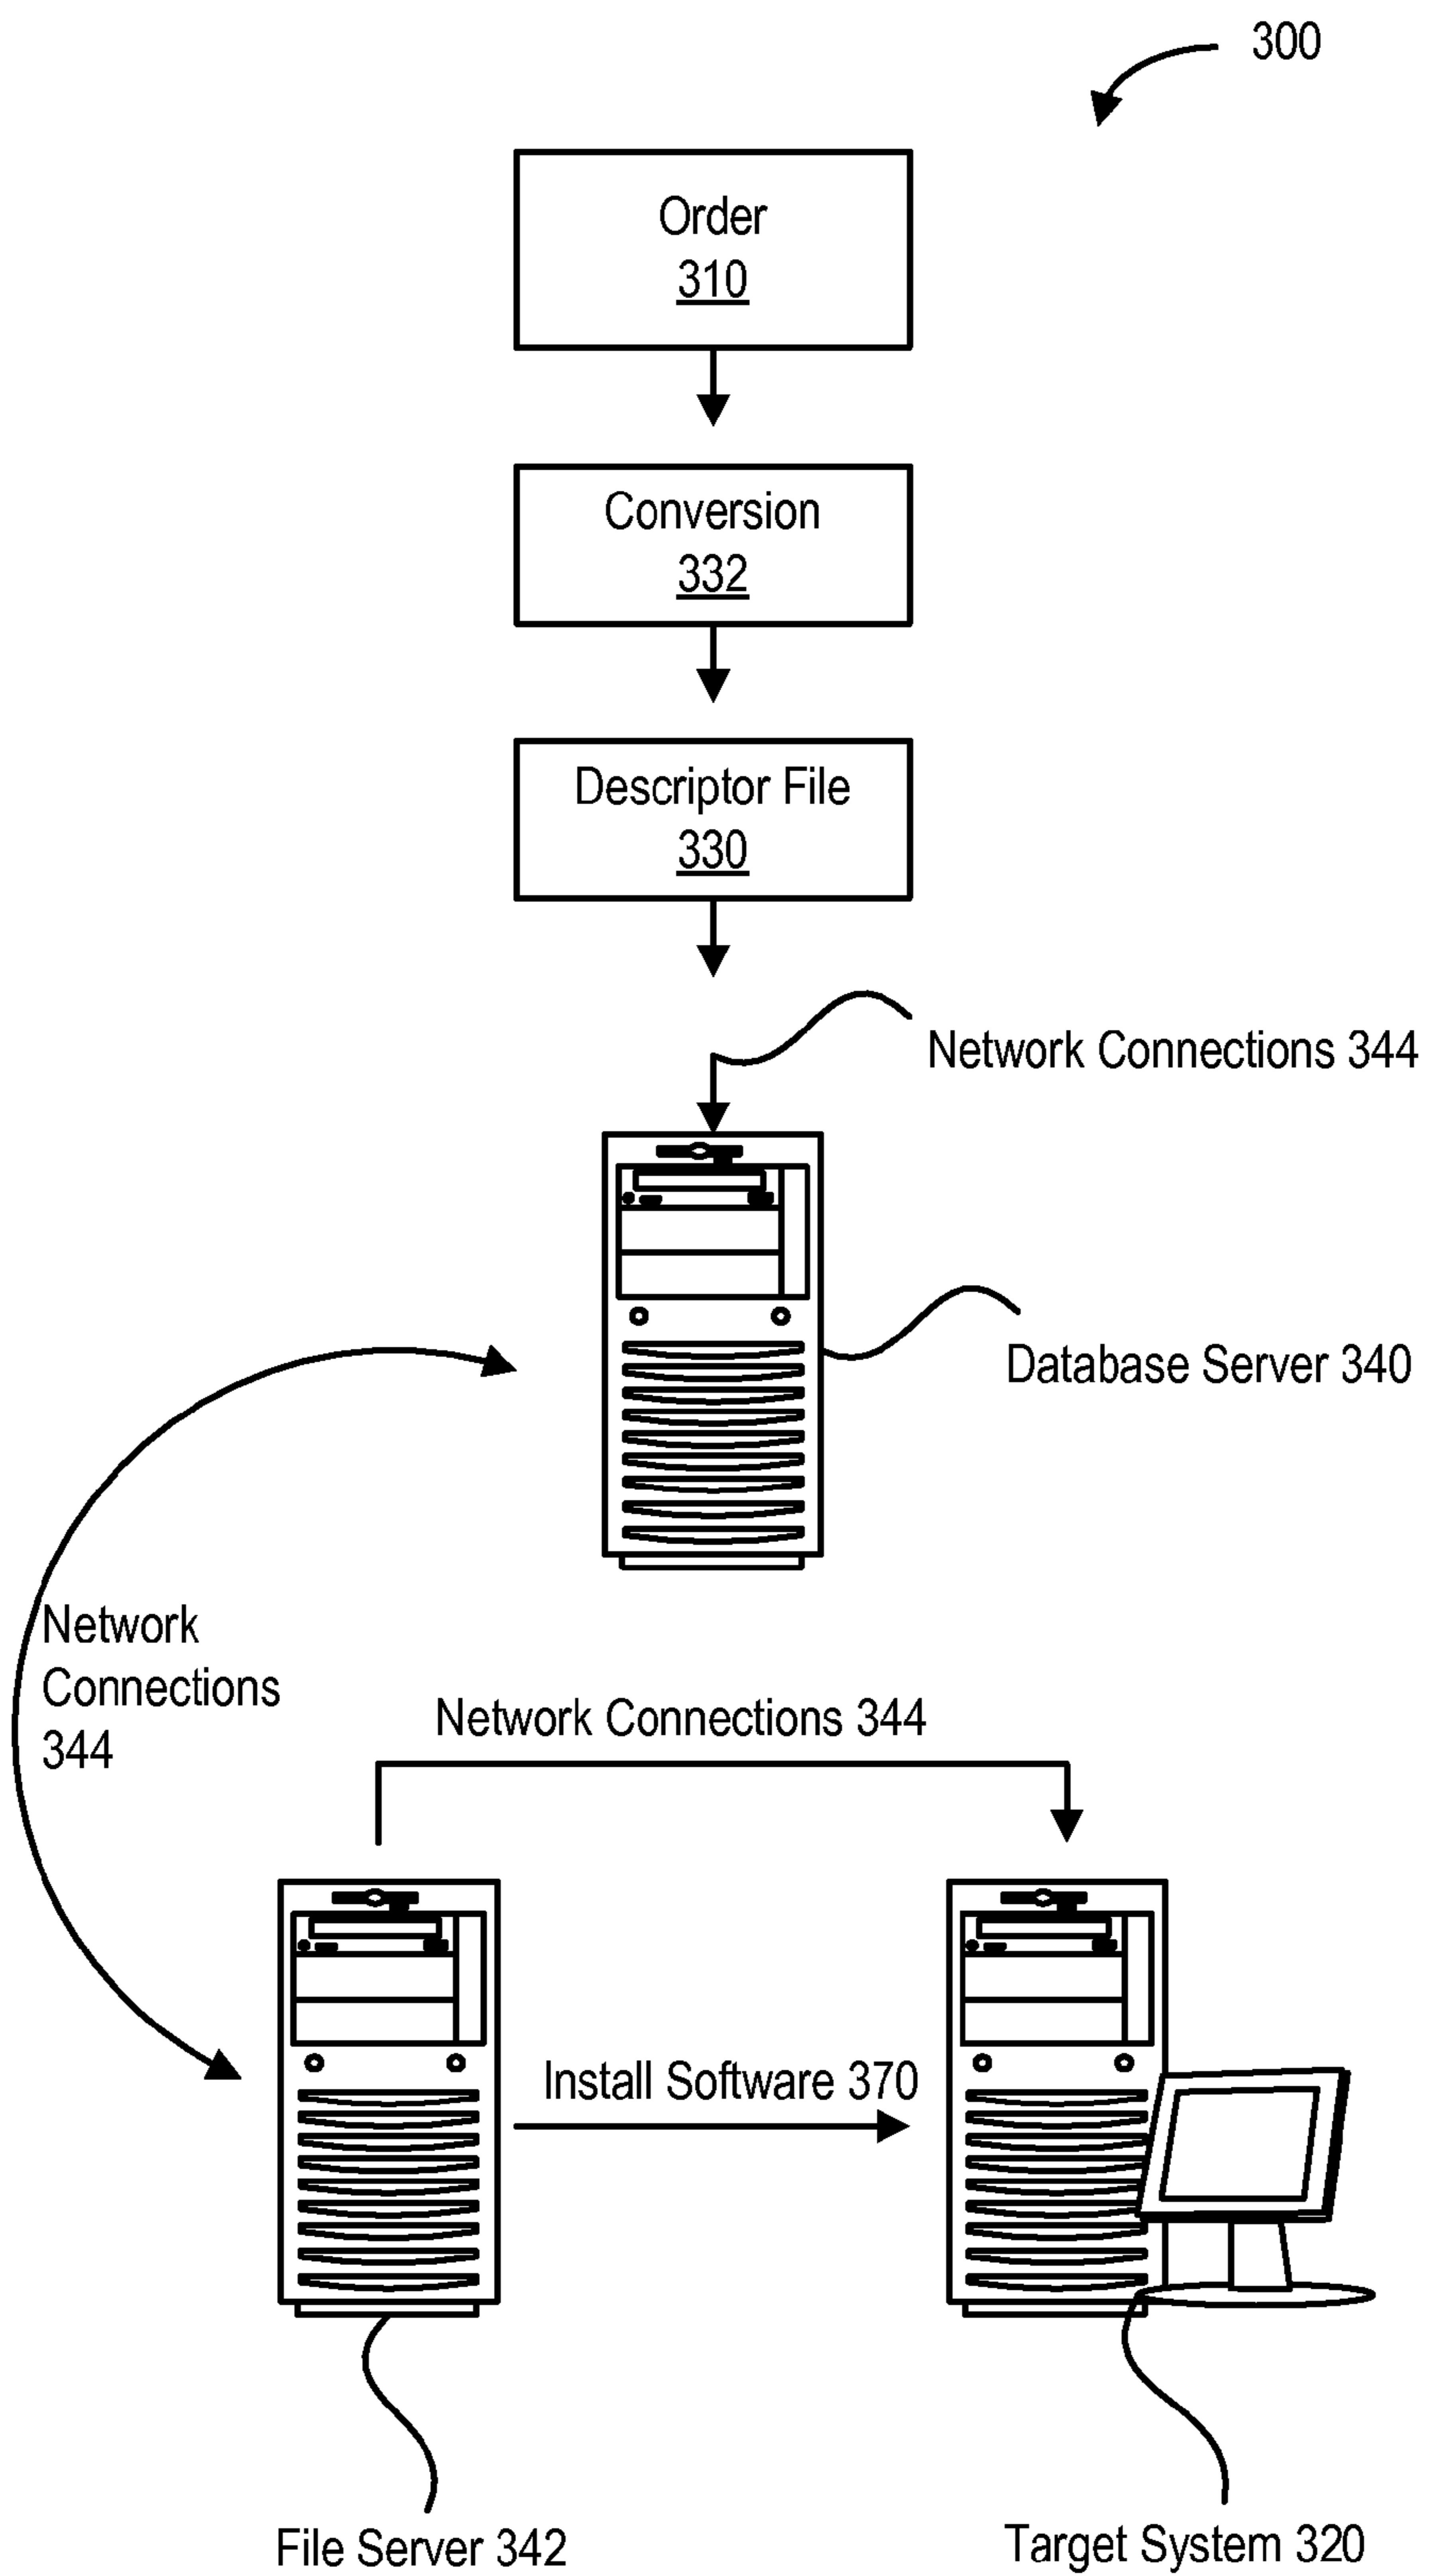 300
Order
310
Conversion
332
Descriptor File
330
Network Connections 344
Database Server 340
Network
Connections
344
Network Connections 344
Install Software 370
File Server 342
Target System 320